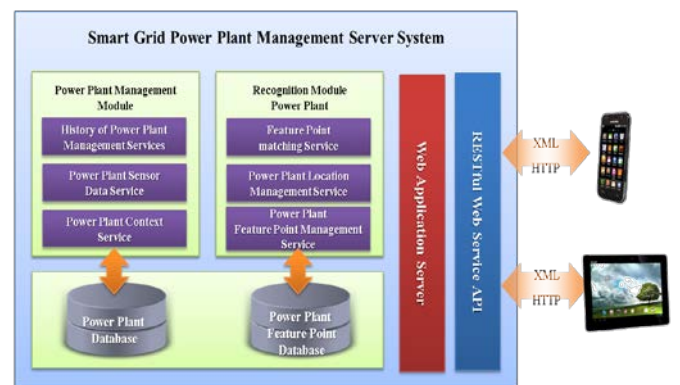 Smart Grid Power Plant Management Server System
Power Plant Management
Module
History of Power Plant
Management Services
Power Plant Sensor
Data Service
Power Plant Context
Service
Recognition Module
Power Plant
Feature Point
matching Service
Power Plant Location
Management Service
Power Plant
Feature Point Management
Service
Power Plant
Database
Power Plant
Feature Point
Database
Web Application Server
RESTful Web Service API
XML
HTTP
XML
HTTP